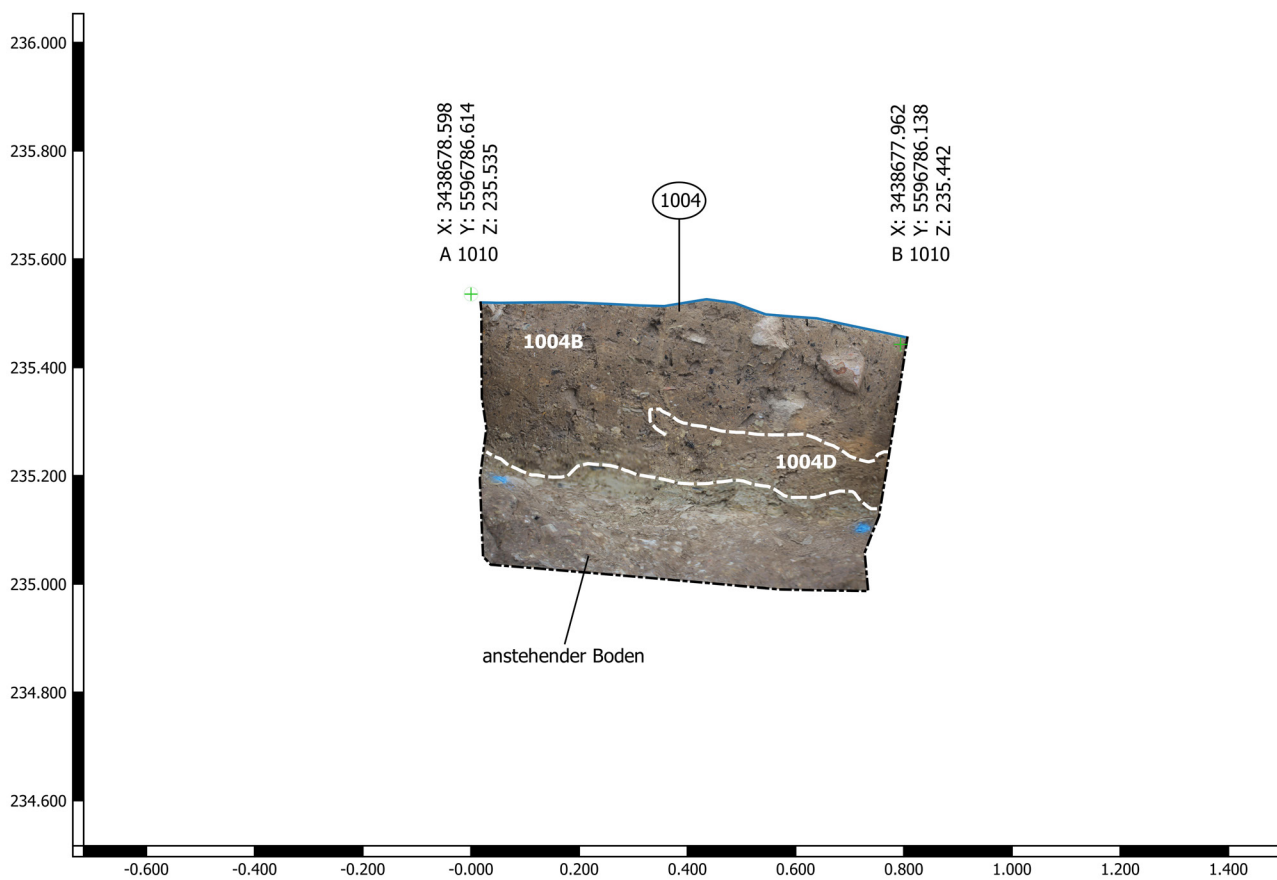 236.000
235.800
235.600
235.400
235.200
235.000
234.800
234.600
X: 3438678.598
Y: 5596786.614
Z: 235.535
A 1010
1004
X: 3438677.962
Y: 5596786.138
Z: 235.442
B 1010
1004B
1004D
anstehender Boden
-0.600
-0.400
-0.200
-0.000
0.200
0.400
0.600
0.800
1.000
1.200
1.400